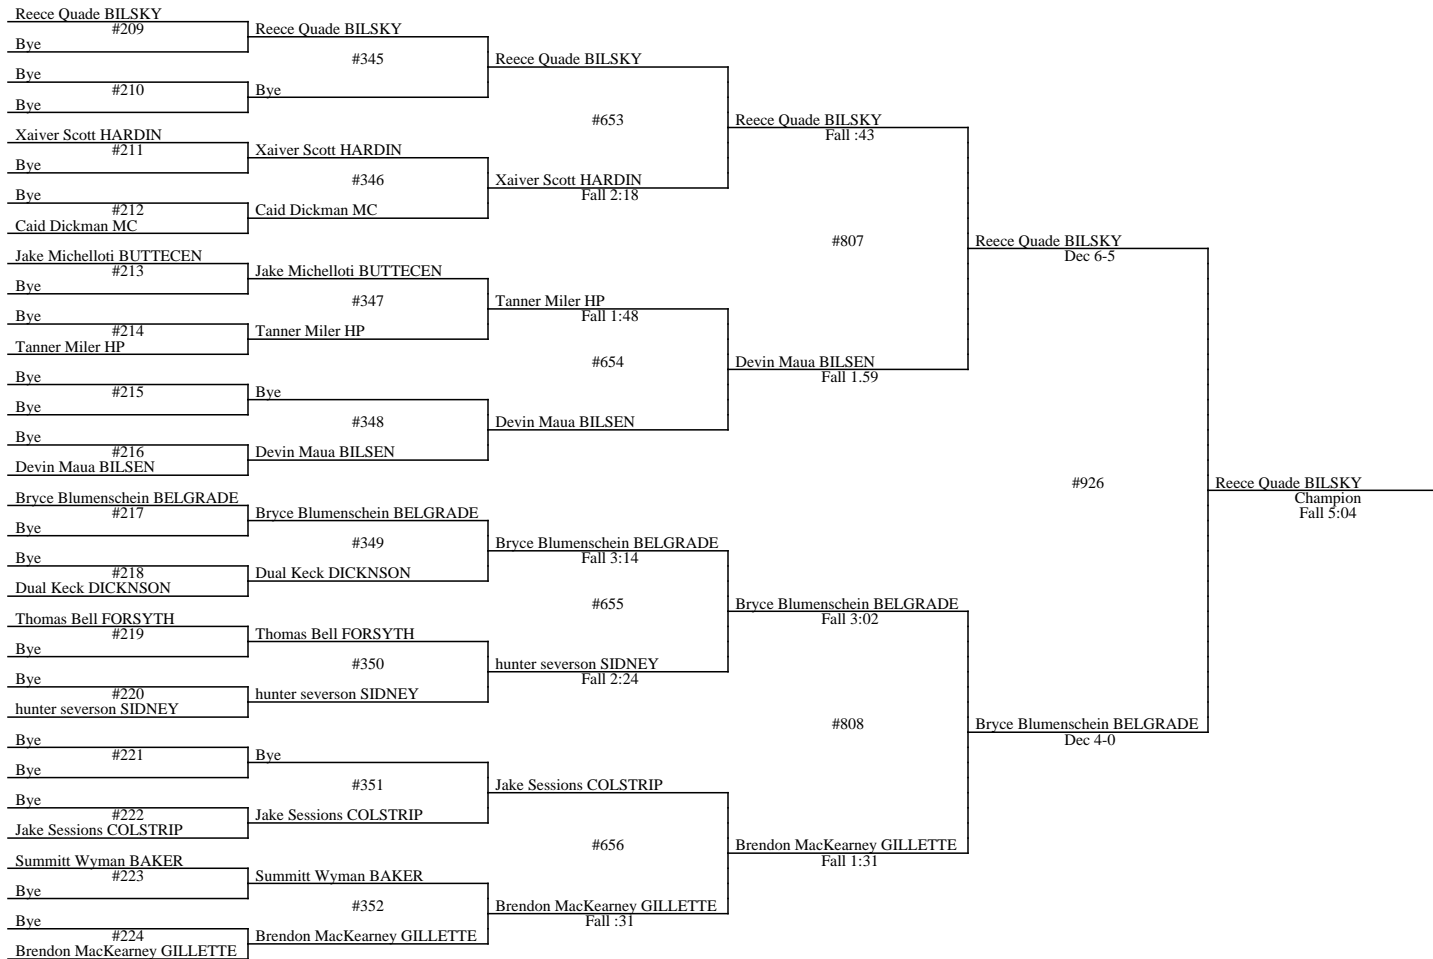 Reece Quade BILSKY
#209
Bye
Bye
#210
Bye
Xaiver Scott HARDIN
#211
Bye
Bye
#212
Caid Dickman MC
Jake Michelloti BUTTECEN
#213
Bye
Bye
#214
Tanner Miler HP
Bye
#215
Bye
Bye
#216
Devin Maua BILSEN
Bryce Blumenschein BELGRADE
#217
Bye
Bye
#218
Dual Keck DICKNSON
Thomas Bell FORSYTH
#219
Bye
Bye
#220
hunter severson SIDNEY
Bye
#221
Bye
Bye
#222
Jake Sessions COLSTRIP
Summitt Wyman BAKER
#223
Bye
Bye
#224
Brendon MacKearney GILLETTE
Reece Quade BILSKY
#345
Bye
Xaiver Scott HARDIN
#346
Caid Dickman MC
Jake Michelloti BUTTECEN
#347
Tanner Miler HP
Bye
#348
Devin Maua BILSEN
Bryce Blumenschein BELGRADE
#349
Dual Keck DICKNSON
Thomas Bell FORSYTH
#350
hunter severson SIDNEY
Bye
#351
Jake Sessions COLSTRIP
Summitt Wyman BAKER
#352
Brendon MacKearney GILLETTE
Reece Quade BILSKY
#653
Xaiver Scott HARDIN
Fall 2:18
Tanner Miler HP
Fall 1:48
#654
Devin Maua BILSEN
Bryce Blumenschein BELGRADE
Fall 3:14
#655
hunter severson SIDNEY
Fall 2:24
Jake Sessions COLSTRIP
#656
Brendon MacKearney GILLETTE
Fall :31
Reece Quade BILSKY
Fall :43
#807
Devin Maua BILSEN
Fall 1.59
Bryce Blumenschein BELGRADE
Fall 3:02
#808
Brendon MacKearney GILLETTE
Fall 1:31
Reece Quade BILSKY
Dec 6-5
#926
Bryce Blumenschein BELGRADE
Dec 4-0
Reece Quade BILSKY
Champion
Fall 5:04